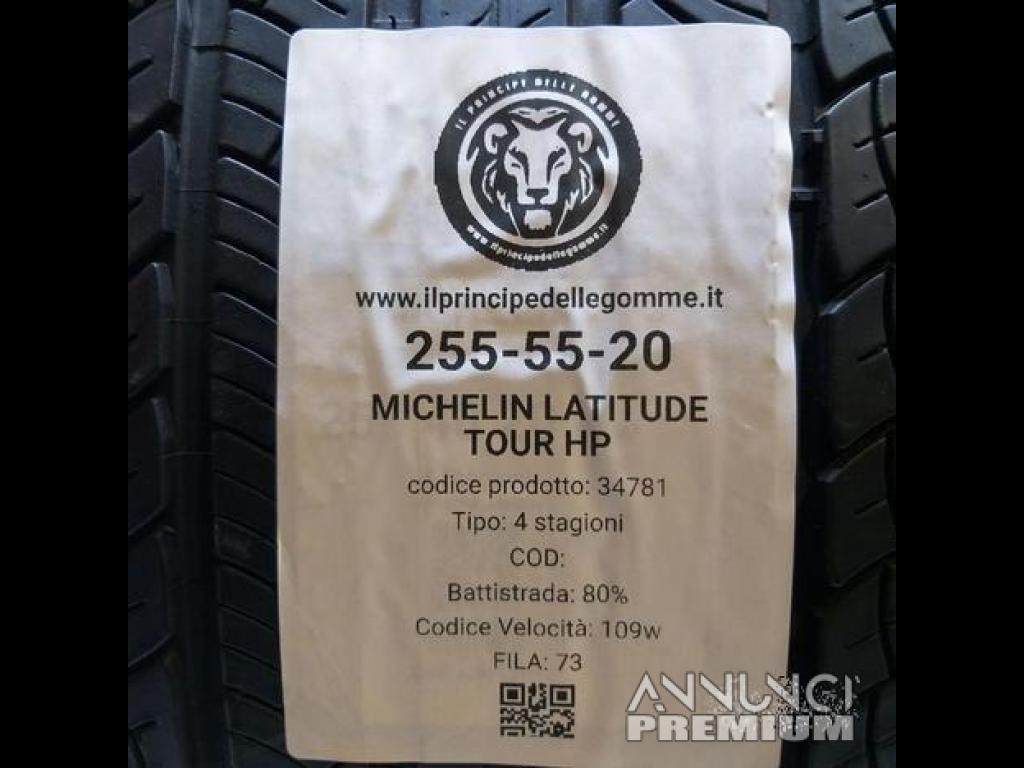 IL PRINCIPE DELLE GOMME
www.ilprincipedellegomme.it
www.ilprincipedellegomme.it
255-55-20
MICHELIN LATITUDE
TOUR HP
codice prodotto: 34781
Tipo: 4 stagioni
COD:
Battistrada: 80%
Codice Velocità: 109w
FILA: 73
ANNUNCI
PREMIUM